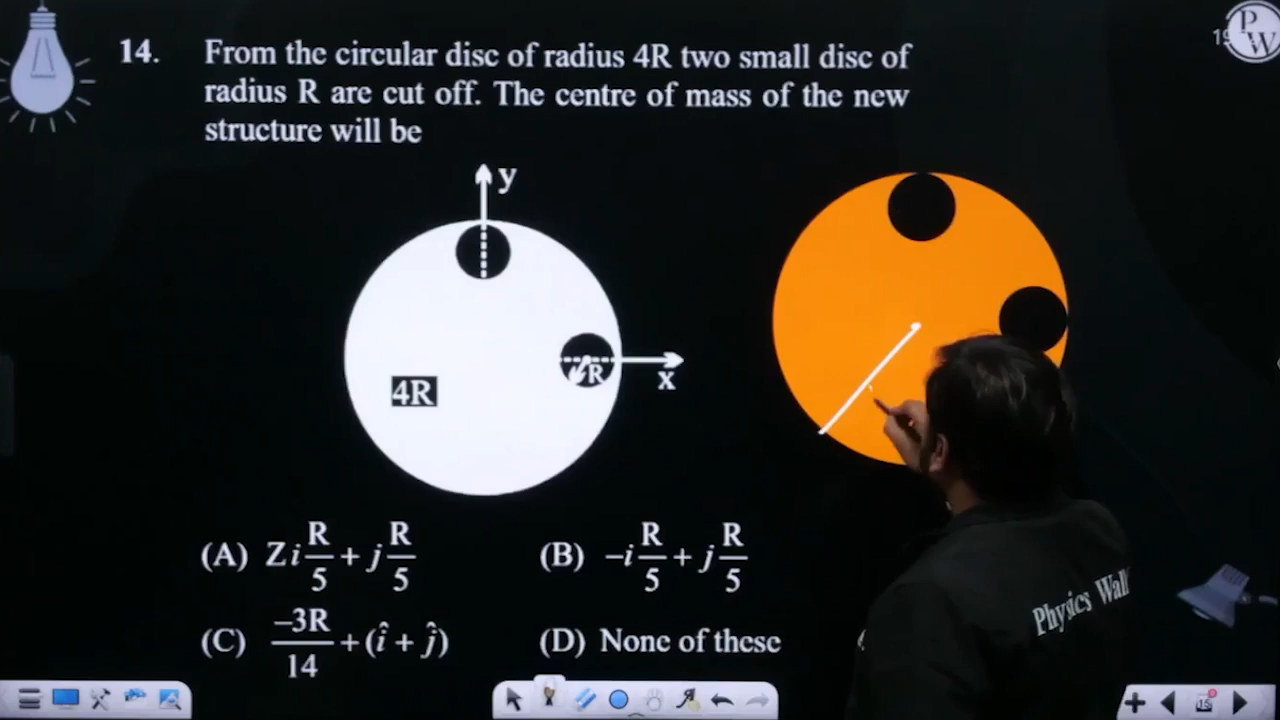 14. From the circular disc of radius 4R two small disc of
radius R are cut off. The centre of mass of the new
structure will be
y
R
x
4R
(A) Z i R/5 + j R/5
(B) -i R/5 + j R/5
(C) -3R/14 + (î + ĵ)
(D) None of these
PW
Physics Wall
15